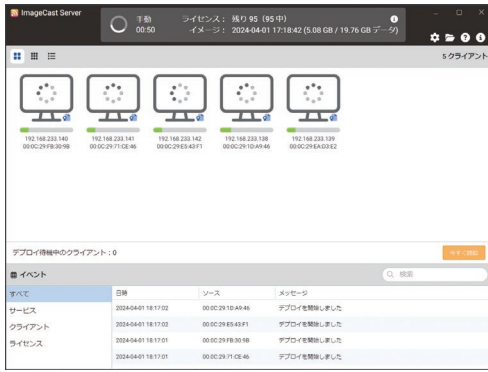 ImageCast Server
手動
00:50
ライセンス： 残り 95 (95 中)
イメージ： 2024-04-01 17:18:42 (5.08 GB / 19.76 GB データ)
5 クライアント
192.168.233.140
00:0C:29:FB:30:9B
192.168.233.141
00:0C:29:71:CE:46
192.168.233.142
00:0C:29:E5:43:F1
192.168.233.138
00:0C:29:1D:A9:46
192.168.233.139
00:0C:29:EA:D3:E2
デプロイ待機中のクライアント：0
今すぐ開始
イベント
検索
すべて
サービス
クライアント
ライセンス
日時 ソース メッセージ
2024-04-01 18:17:02 00:0C:29:1D:A9:46 デプロイを開始しました
2024-04-01 18:17:02 00:0C:29:E5:43:F1 デプロイを開始しました
2024-04-01 18:17:01 00:0C:29:FB:30:9B デプロイを開始しました
2024-04-01 18:17:01 00:0C:29:71:CE:46 デプロイを開始しました